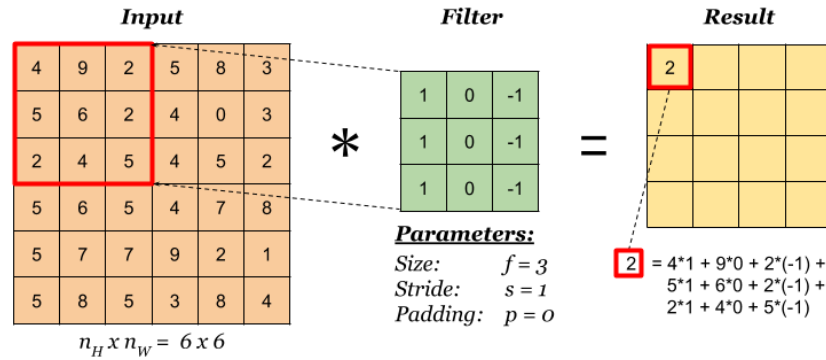 Input
Filter
Result
4 9 2 5 8 3
5 6 2 4 0 3
2 4 5 4 5 2
5 6 5 4 7 8
5 7 7 9 2 1
5 8 5 3 8 4
n_H x n_W = 6 x 6
*
1 0 -1
1 0 -1
1 0 -1
Parameters:
Size: f = 3
Stride: s = 1
Padding: p = 0
=
2
2 = 4*1 + 9*0 + 2*(-1) +
5*1 + 6*0 + 2*(-1) +
2*1 + 4*0 + 5*(-1)